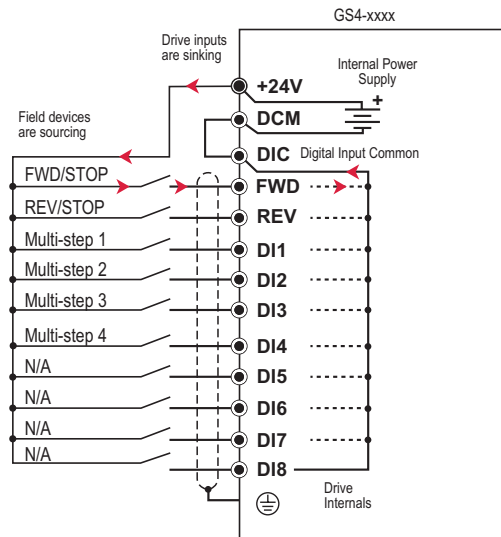 GS4-xxxx
Drive inputs
are sinking
Internal Power
Supply
+24V
+
Field devices
are sourcing
DCM
DIC
Digital Input Common
FWD/STOP
FWD
REV/STOP
REV
Multi-step 1
DI1
Multi-step 2
DI2
Multi-step 3
DI3
Multi-step 4
DI4
N/A
DI5
N/A
DI6
N/A
DI7
N/A
DI8
Drive
Internals